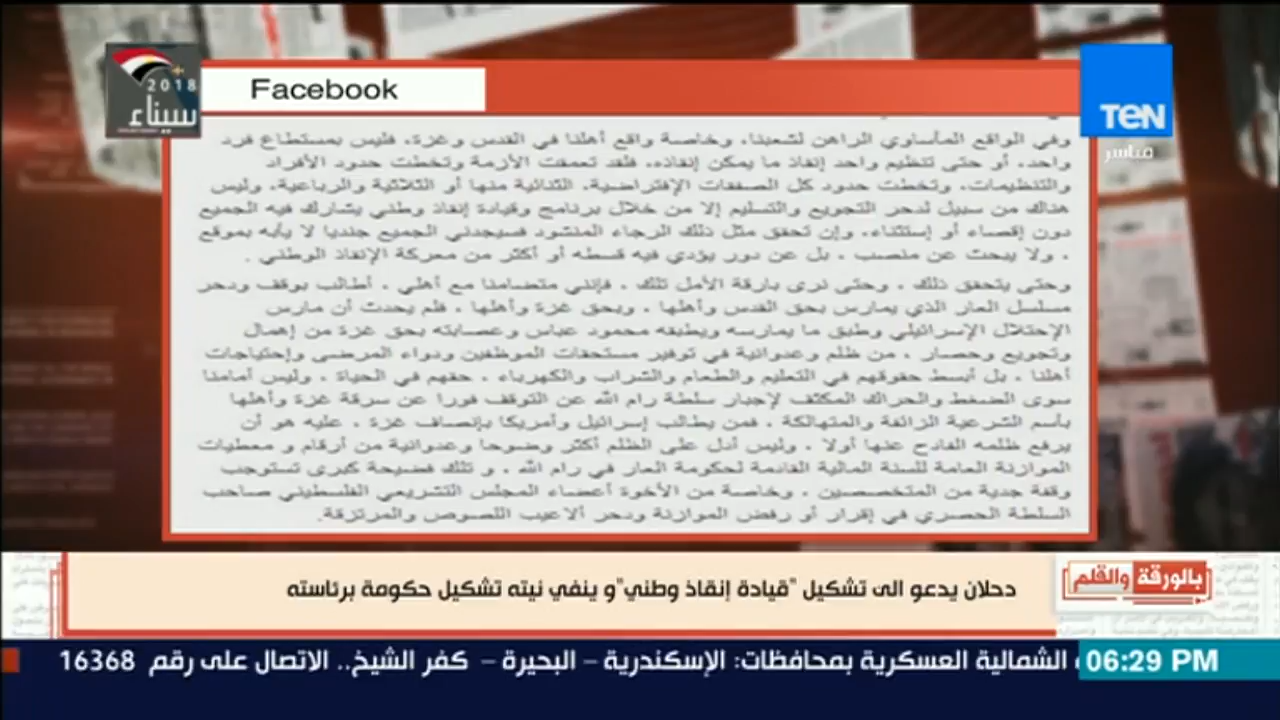 2018
سيناء
Facebook
TEN
مباشر
وفي الواقع المأساوي الراهن لشعبنا، وخاصة واقع أهلنا في القدس وغزة، فليس بمستطاع فرد
واحد، أو حتى تنظيم واحد إنقاذ ما يمكن إنقاذه، فلقد تعمقت الأزمة وتخطت حدود الأفراد
والتنظيمات، وتخطت حدود كل الصفقات الإفتراضية، الثنائية منها أو الثلاثية والرباعية، وليس
هناك من سبيل لدحر التجويع والتسليم إلا من خلال برنامج وقيادة إنقاذ وطني يشارك فيه الجميع
دون إقصاء أو إستثناء، وإن تحقق مثل ذلك الرجاء المنشود فسيجدني الجميع جنديا لا يأبه بموقع
، ولا يبحث عن منصب ، بل عن دور يؤدي فيه قسطه أو أكثر من معركة الإنقاذ الوطني .
وحتى يتحقق ذلك ، وحتى نرى بارقة الأمل تلك ، فإنني متضامنا مع أهلي ، أطالب بوقف ودحر
مسلسل العار الذي يمارس بحق القدس وأهلها ، وبحق غزة وأهلها ، فلم يحدث أن مارس
الإحتلال الإسرائيلي وطبق ما يمارسه ويطبقه محمود عباس وعصابته بحق غزة من إهمال
وتجويع وحصار ، من ظلم وعدوانية في توفير مستحقات الموظفين ودواء المرضى وإحتياجات
أهلنا ، بل أبسط حقوقهم في التعليم والطعام والشراب والكهرباء ، حقهم في الحياة ، وليس أمامنا
سوى الضغط والحراك المكثف لإجبار سلطة رام الله عن التوقف فورا عن سرقة غزة وأهلها
بأسم الشرعية الزائفة والمتهالكة ، فمن يطالب إسرائيل وأمريكا بإنصاف غزة ، عليه هو أن
يرفع ظلمه الفادح عنها أولا ، وليس أدل على الظلم أكثر وضوحا وعدوانية من أرقام و معطيات
الموازنة العامة للسنة المالية القادمة لحكومة العار في رام الله ، و تلك فضيحة كبرى تستوجب
وقفة جدية من المتخصصين ، وخاصة من الأخوة أعضاء المجلس التشريعي الفلسطيني صاحب
السلطة الحصري في إقرار أو رفض الموازنة ودحر ألاعيب اللصوص والمرتزقة.
بالورقة والقلم
دحلان يدعو الى تشكيل "قيادة إنقاذ وطني"و ينفي نيته تشكيل حكومة برئاسته
06:29 PM
الشمالية العسكرية بمحافظات: الإسكندرية – البحيرة – كفر الشيخ.. الاتصال على رقم 16368